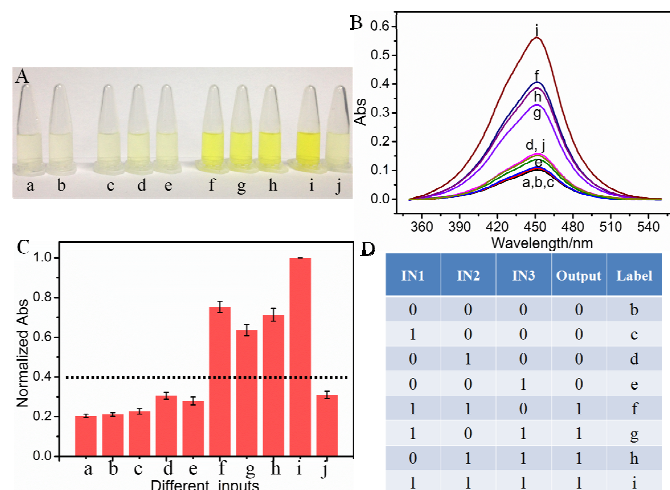 A
a b c d e f g h i j
B
Abs
0.6
0.5
0.4
0.3
0.2
0.1
0.0
i
f
h
g
d, j
e
a,b,c
360 390 420 450 480 510 540
Wavelength/nm
C
Normalized Abs
1.0
0.8
0.6
0.4
0.2
0.0
a b c d e f g h i j
Different inputs
D
IN1 IN2 IN3 Output Label
0 0 0 0 b
1 0 0 0 c
0 1 0 0 d
0 0 1 0 e
1 1 0 1 f
1 0 1 1 g
0 1 1 1 h
1 1 1 1 i